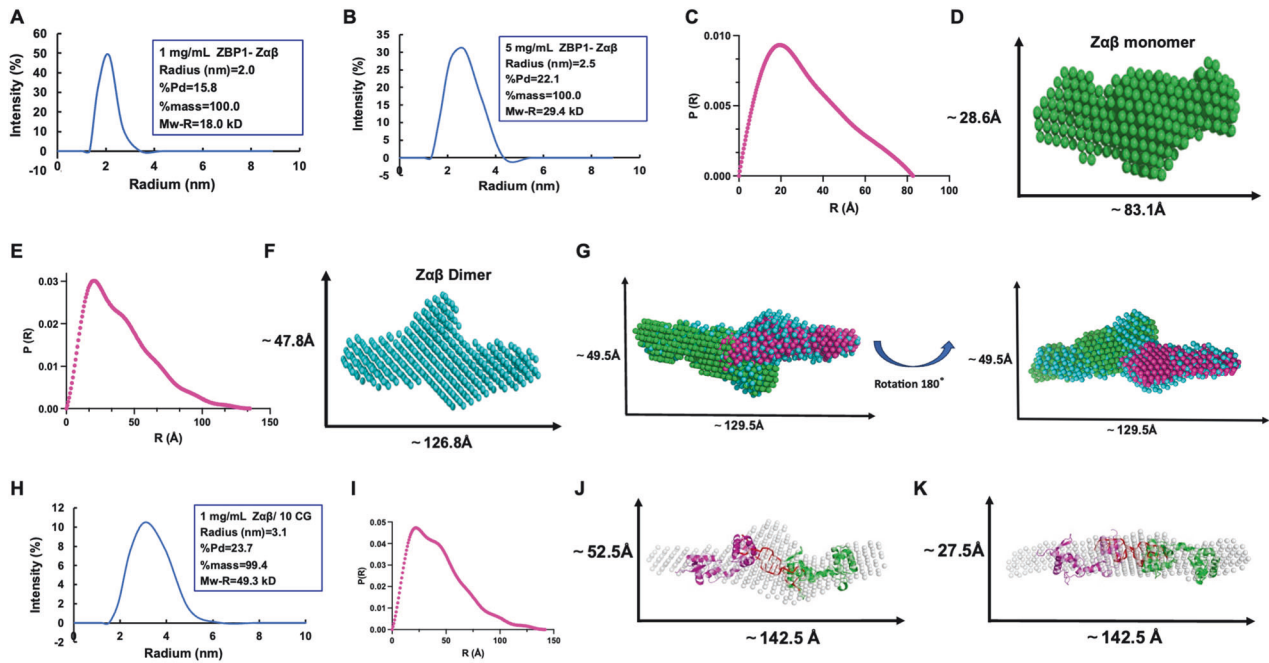 A
Intensity (%)
60
50
40
30
20
10
0
-10
0
2
4
6
8
10
Radium (nm)
1 mg/mL ZBP1- Zαβ
Radius (nm)=2.0
%Pd=15.8
%mass=100.0
Mw-R=18.0 kD
B
Intensity (%)
35
30
25
20
15
10
5
0
-5
0
2
4
6
8
10
Radium (nm)
5 mg/mL ZBP1- Zαβ
Radius (nm)=2.5
%Pd=22.1
%mass=100.0
Mw-R=29.4 kD
C
P (R)
0.010
0.005
0.000
0
20
40
60
80
100
R (Å)
D
Zαβ monomer
~ 28.6Å
~ 83.1Å
E
P (R)
0.03
0.02
0.01
0.00
0
50
100
150
R (Å)
F
Zαβ Dimer
~ 47.8Å
~ 126.8Å
G
~ 49.5Å
~ 129.5Å
Rotation 180°
~ 49.5Å
~ 129.5Å
H
Intensity (%)
12
10
8
6
4
2
0
-2
0
2
4
6
8
10
Radium (nm)
1 mg/mL Zαβ/ 10 CG
Radius (nm)=3.1
%Pd=23.7
%mass=99.4
Mw-R=49.3 kD
I
P(R)
0.05
0.04
0.03
0.02
0.01
0.00
0
50
100
150
R (Å)
J
~ 52.5Å
~ 142.5 Å
K
~ 27.5Å
~ 142.5 Å